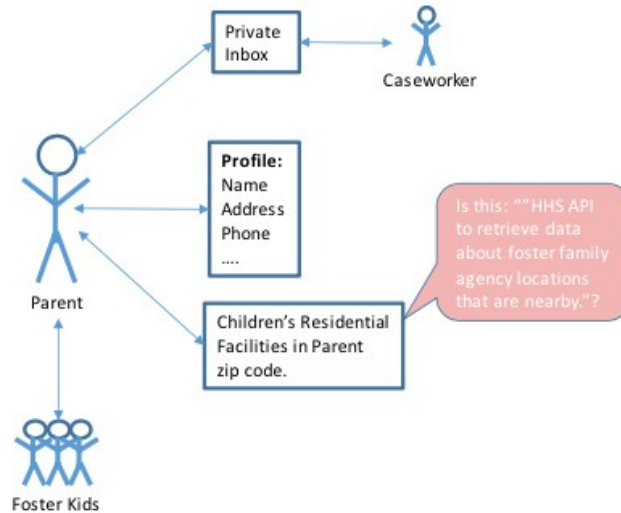 Private
Inbox
Caseworker
Profile:
Name
Address
Phone
....
Is this: “"HHS API
to retrieve data
about foster family
agency locations
that are nearby.”?
Parent
Children’s Residential
Facilities in Parent
zip code.
Foster Kids